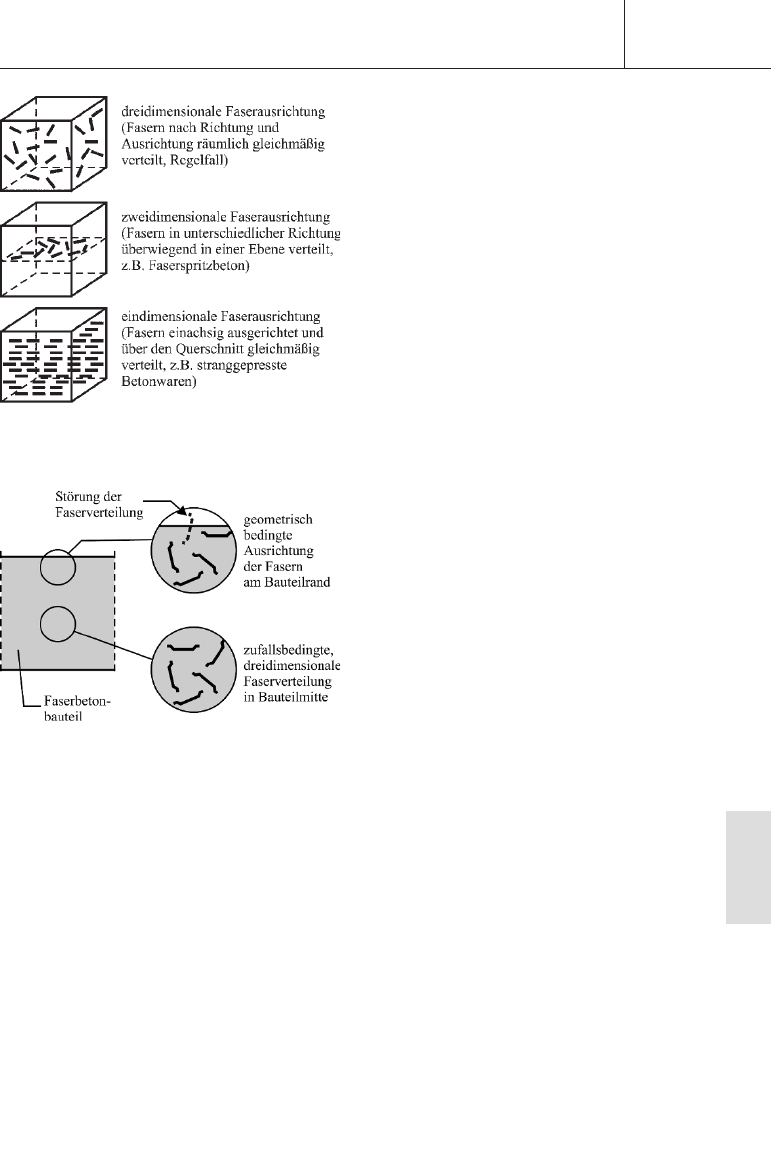 dreidimensionale Faserausrichtung
(Fasern nach Richtung und
Ausrichtung räumlich gleichmäßig
verteilt, Regelfall)
zweidimensionale Faserausrichtung
(Fasern in unterschiedlicher Richtung
überwiegend in einer Ebene verteilt,
z.B. Faserspritzbeton)
eindimensionale Faserausrichtung
(Fasern einachsig ausgerichtet und
über den Querschnitt gleichmäßig
verteilt, z.B. stranggepresste
Betonwaren)
Störung der
Faserverteilung
geometrisch
bedingte
Ausrichtung
der Fasern
am Bauteilrand
zufallsbedingte,
dreidimensionale
Faserverteilung
in Bauteilmitte
Faserbeton-
bauteil